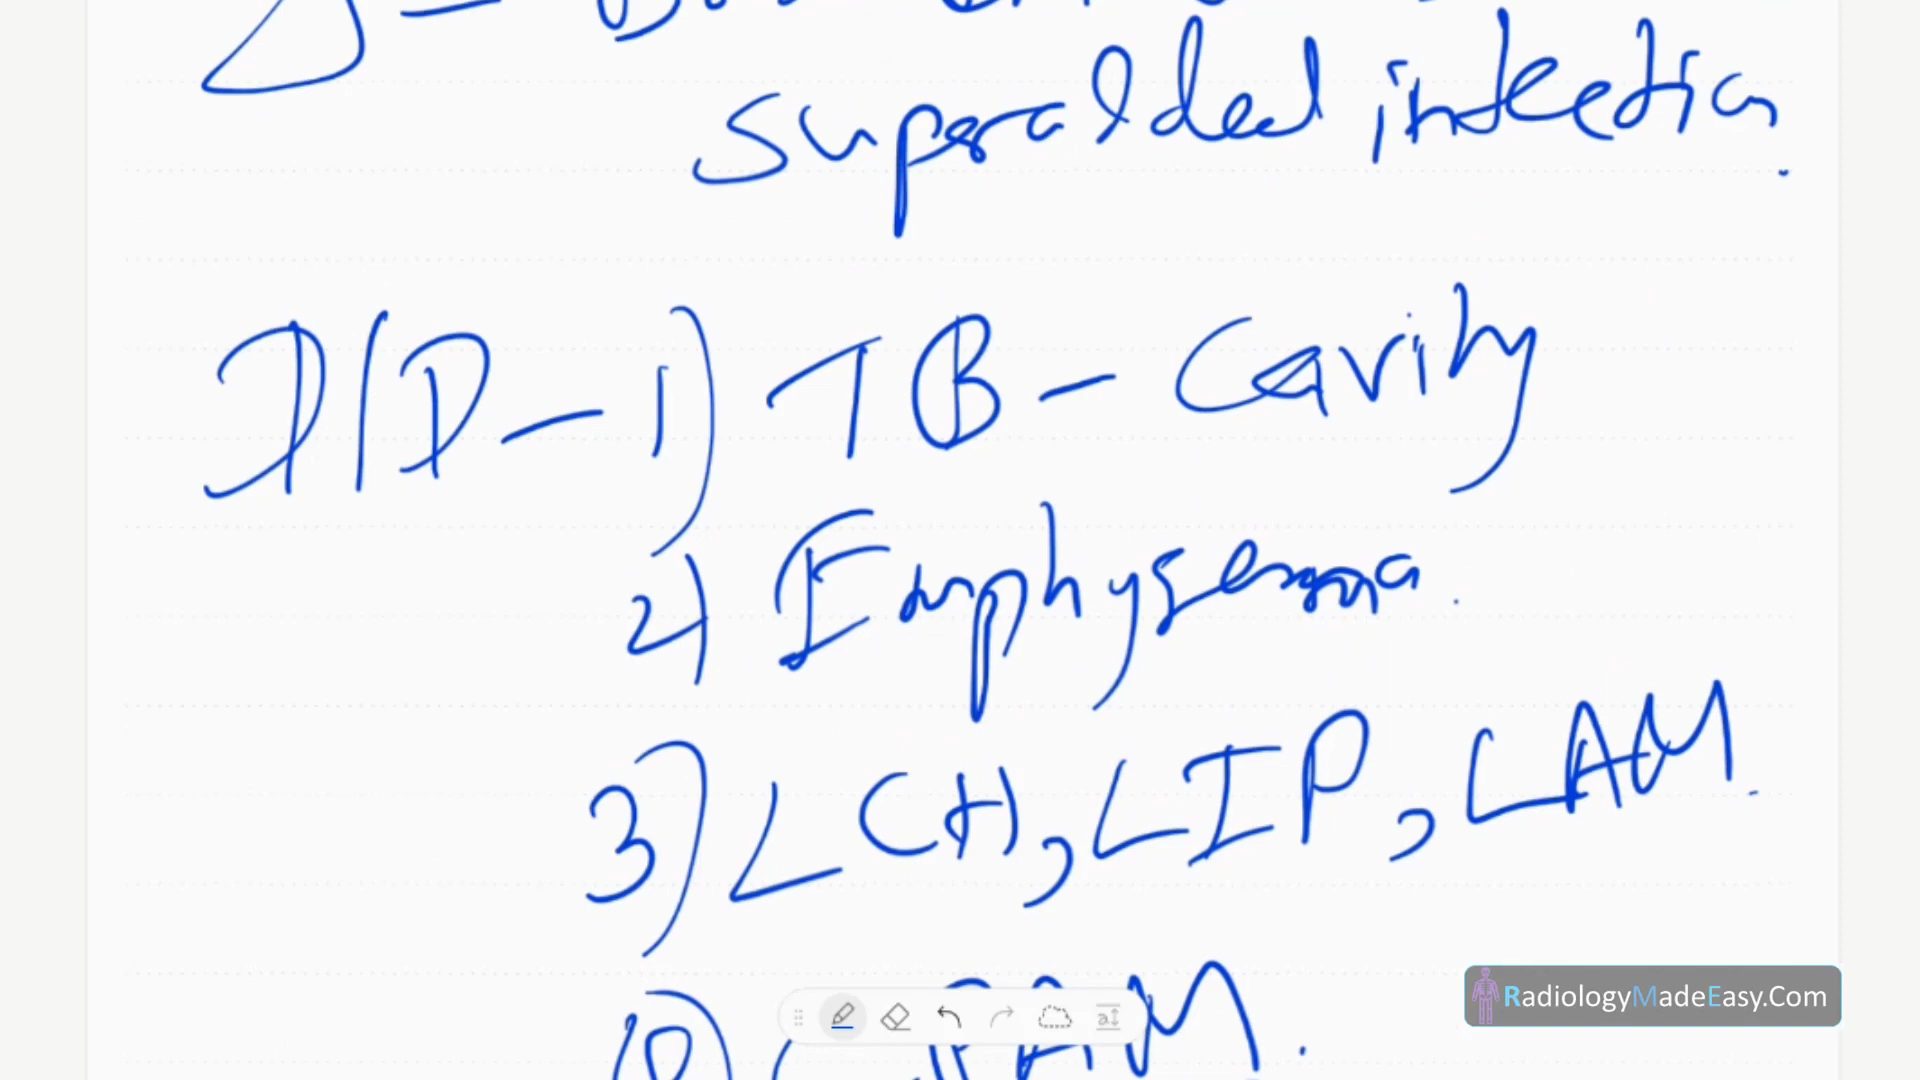 superadded infection.
D/D - 1) TB - Cavity
2) Emphysema.
3) LCH, LIP, LAM.
RadiologyMadeEasy.Com